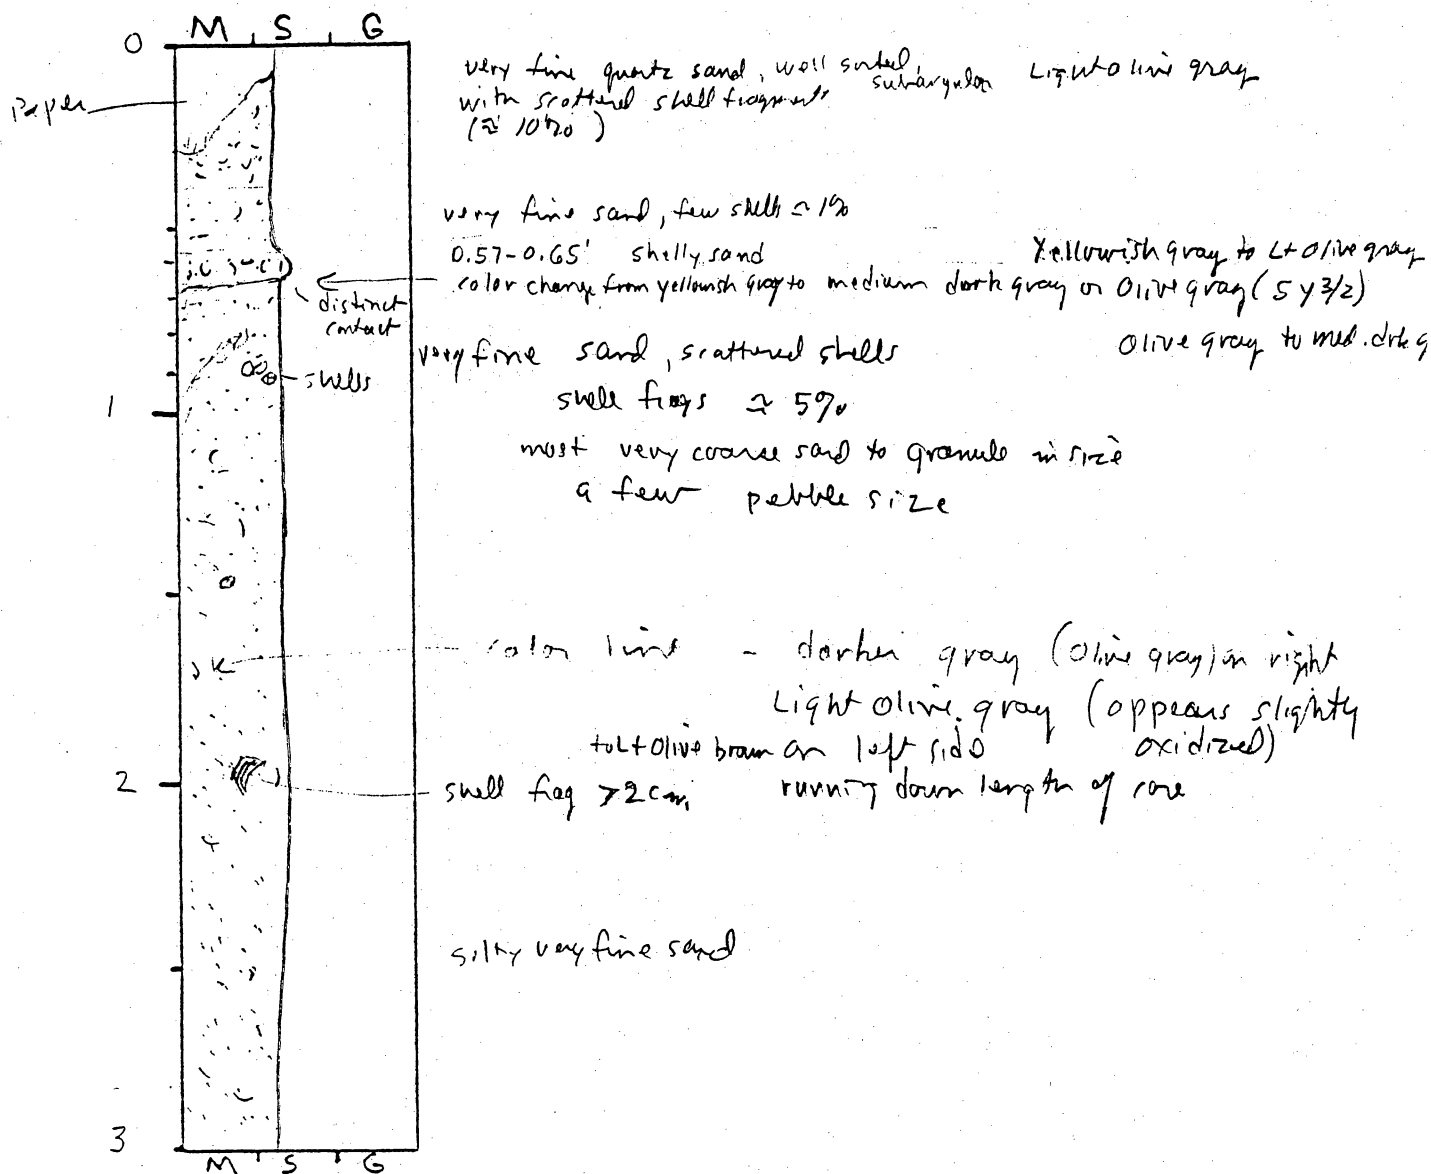 M S G
0
very fine quartz sand, well sorted, subangular Light Olive gray
Paper
with scattered shell fragments
(≈ 10%)
very fine sand, few shells ≈ 1%
0.57-0.65' shelly sand Yellowish gray to Lt Olive gray
color change from yellowish gray to medium dark gray or Olive gray (5 Y 3/2)
distinct
contact
very fine sand, scattered shells Olive gray to med. drk g
shells
1
shell frags ≈ 5%
most very coarse sand to granule in size
a few pebble size
color line - darker gray (Olive gray) on right
Light Olive gray (appears slightly
to Lt Olive brown on left side oxidized)
2
shell frag >2cm, running down length of core
silty very fine sand
3
M S G